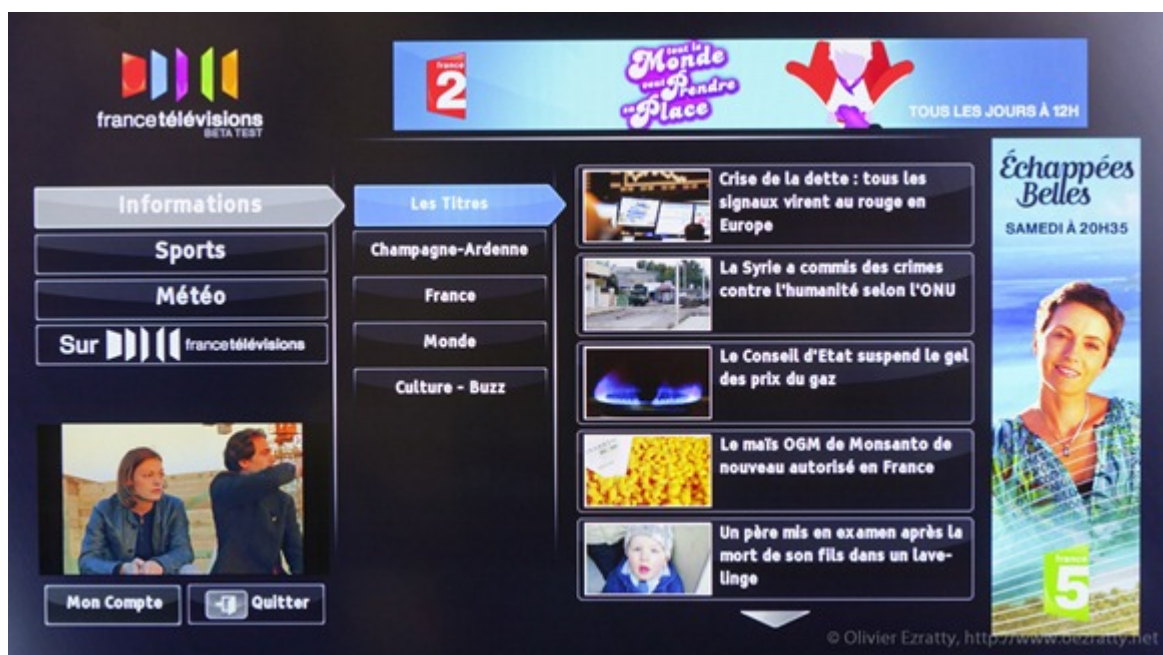 francetélévisions
BETA TEST
france
2
Tout le
Monde
veut Prendre
sa Place
TOUS LES JOURS À 12H
Échappées
Belles
SAMEDI À 20H35
Informations
Sports
Météo
Sur francetélévisions
Les Titres
Champagne-Ardenne
France
Monde
Culture - Buzz
Crise de la dette : tous les
signaux virent au rouge en
Europe
La Syrie a commis des crimes
contre l'humanité selon l'ONU
Le Conseil d'Etat suspend le gel
des prix du gaz
Le maïs OGM de Monsanto de
nouveau autorisé en France
Un père mis en examen après la
mort de son fils dans un lave-
linge
Mon Compte
Quitter
france
5
© Olivier Ezratty, http://www.oezratty.net